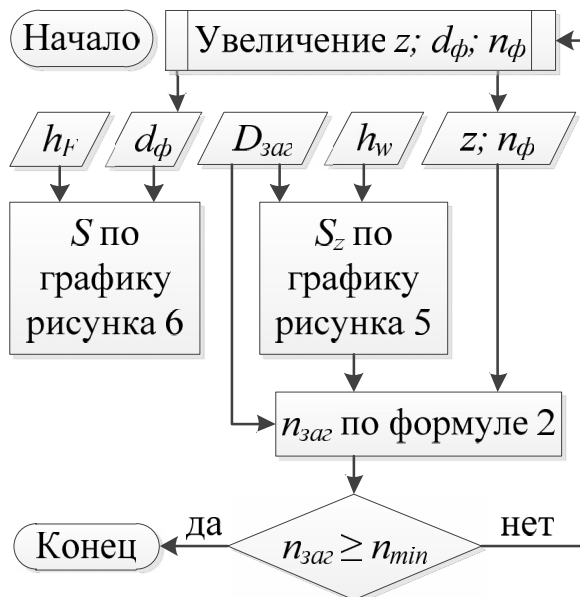 Начало
Увеличение z; dф; nф
hF
dф
Dзаг
hw
z; nф
S по
графику
рисунка 6
Sz по
графику
рисунка 5
nзаг по формуле 2
да
нет
Конец
nзаг ≥ nmin